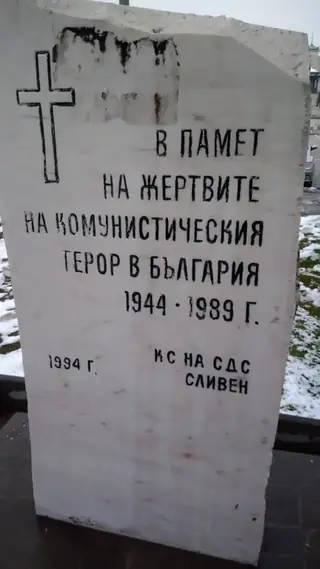 В ПАМЕТ
НА ЖЕРТВИТЕ
НА КОМУНИСТИЧЕСКИЯ
ТЕРОР В БЪЛГАРИЯ
1944 · 1989 Г.
1994 Г.
КС НА СДС
СЛИВЕН